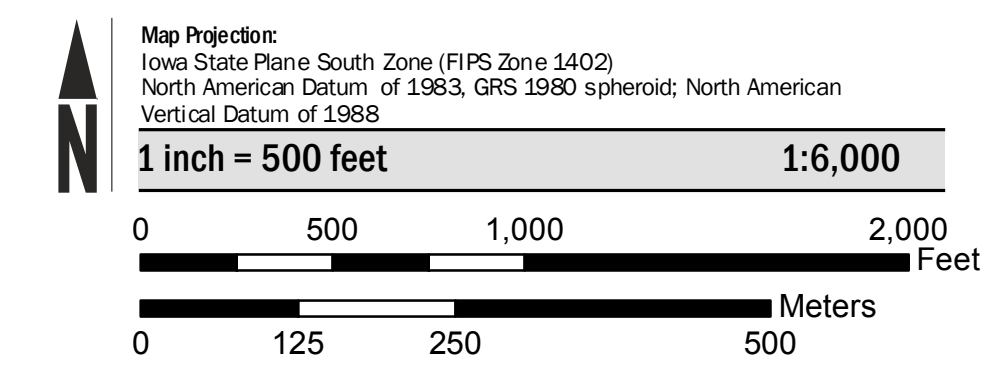 Map Projection:
Iowa State Plane South Zone (FIPS Zone 1402)
North American Datum of 1983, GRS 1980 spheroid; North American
Vertical Datum of 1988
N
1 inch = 500 feet 1:6,000
0 500 1,000 2,000
Feet
Meters
0 125 250 500